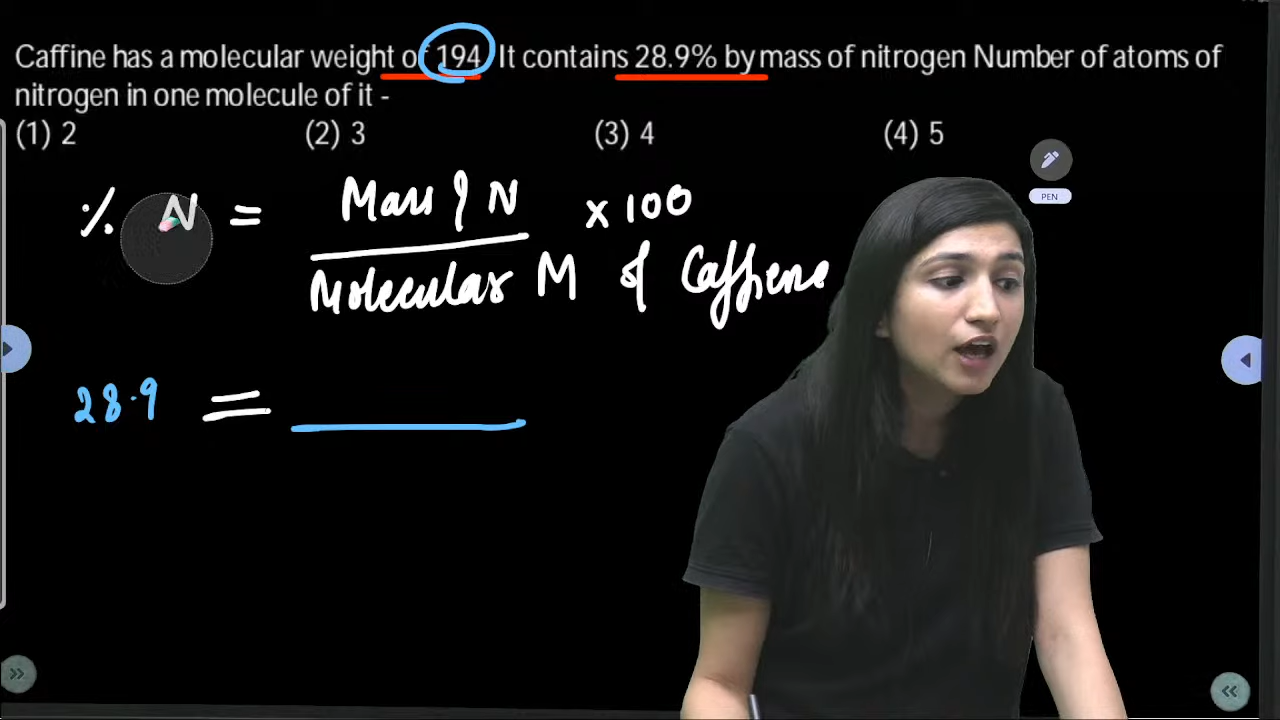 Caffine has a molecular weight of 194 It contains 28.9% by mass of nitrogen Number of atoms of
nitrogen in one molecule of it -
(1) 2 (2) 3 (3) 4 (4) 5
PEN
% N = Mass of N × 100
Molecular M of Caffiene
28.9 =